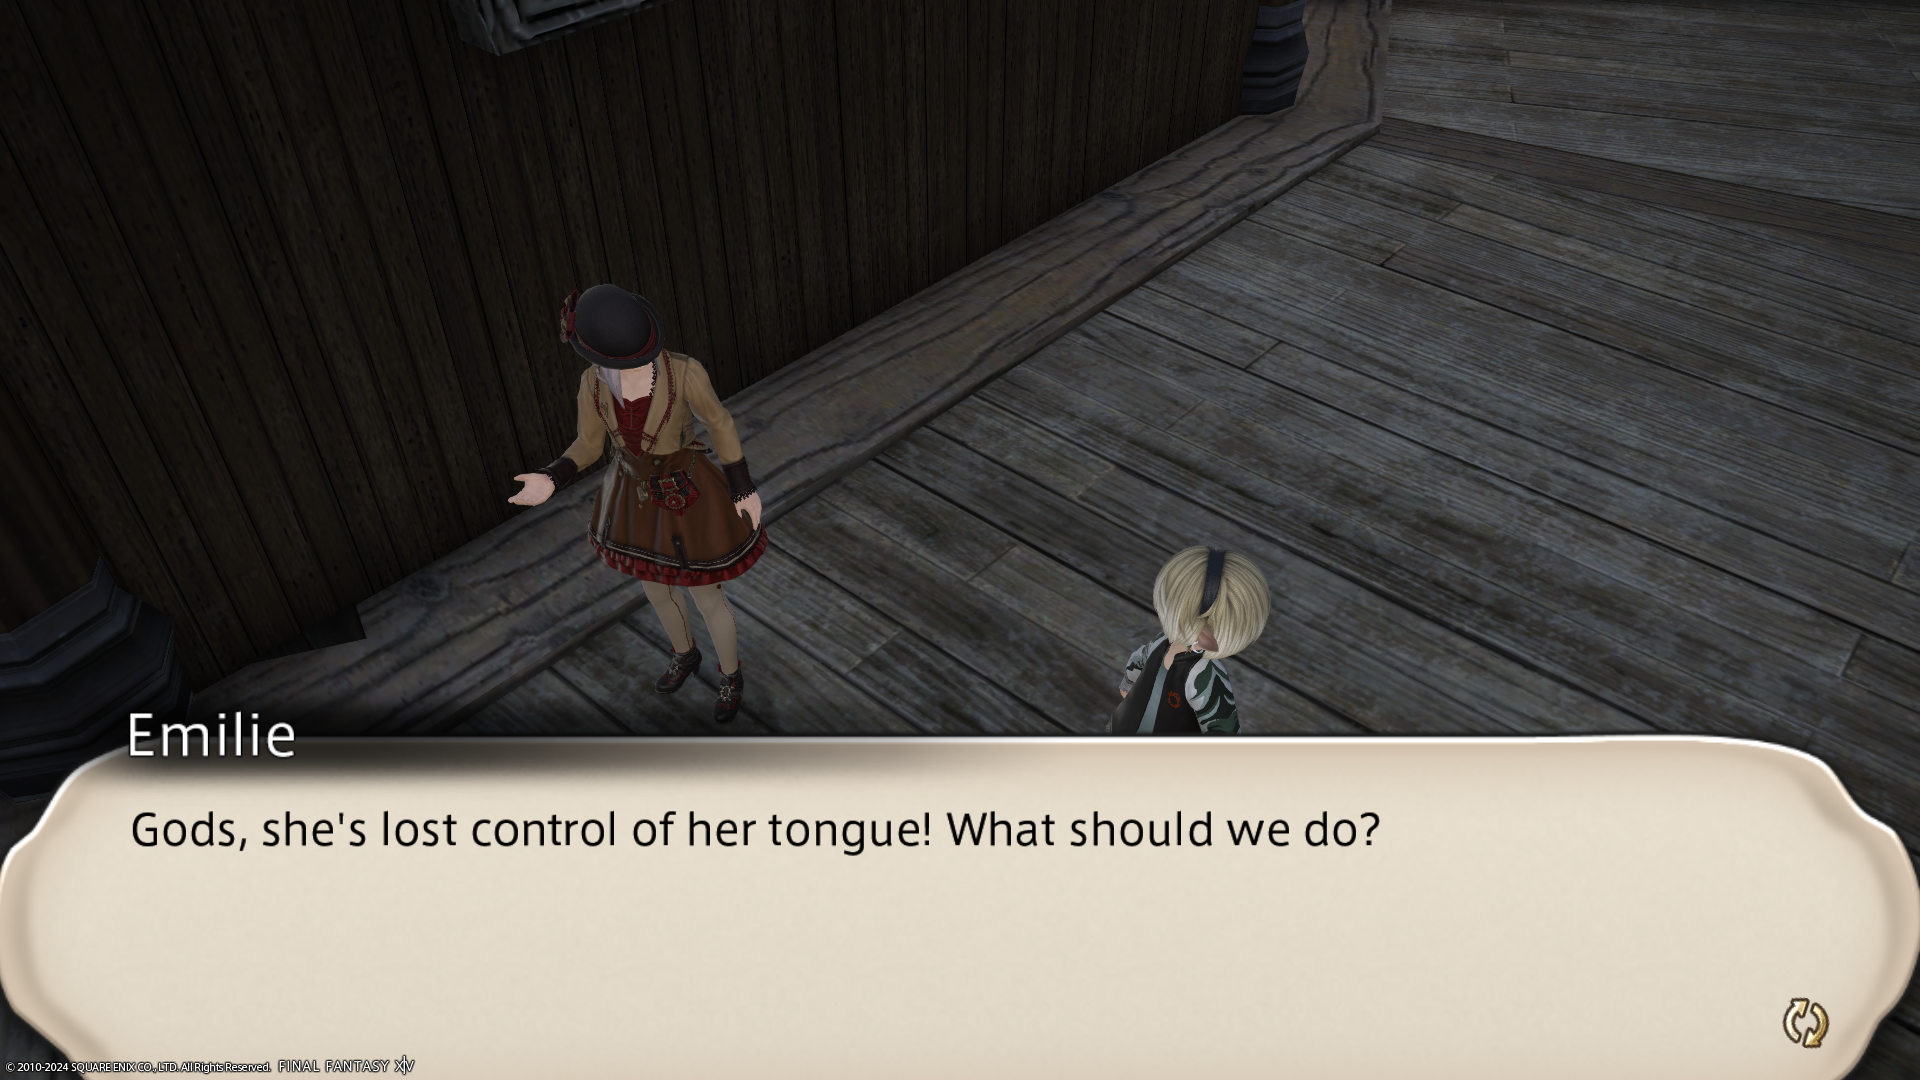 Emilie
Gods, she's lost control of her tongue! What should we do?
© 2010-2024 SQUARE ENIX CO., LTD. All Rights Reserved. FINAL FANTASY XIV